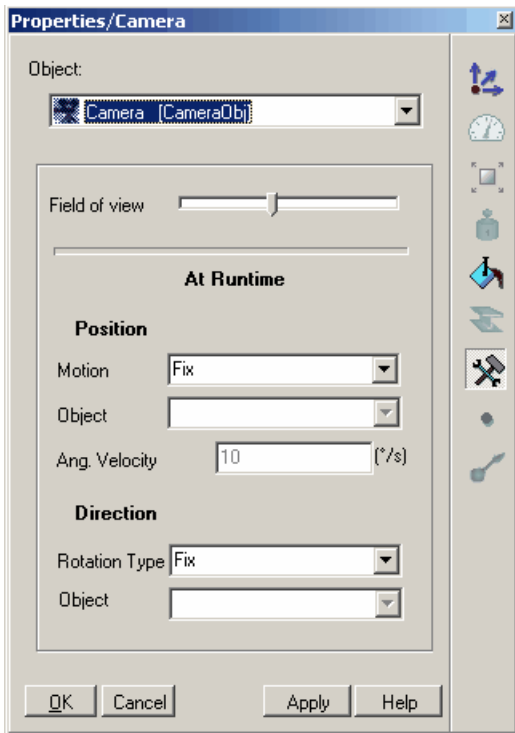 Properties/Camera
Object:
Camera [CameraObj]
Field of view
At Runtime
Position
Motion Fix
Object
Ang. Velocity 10 (°/s)
Direction
Rotation Type Fix
Object
OK Cancel Apply Help